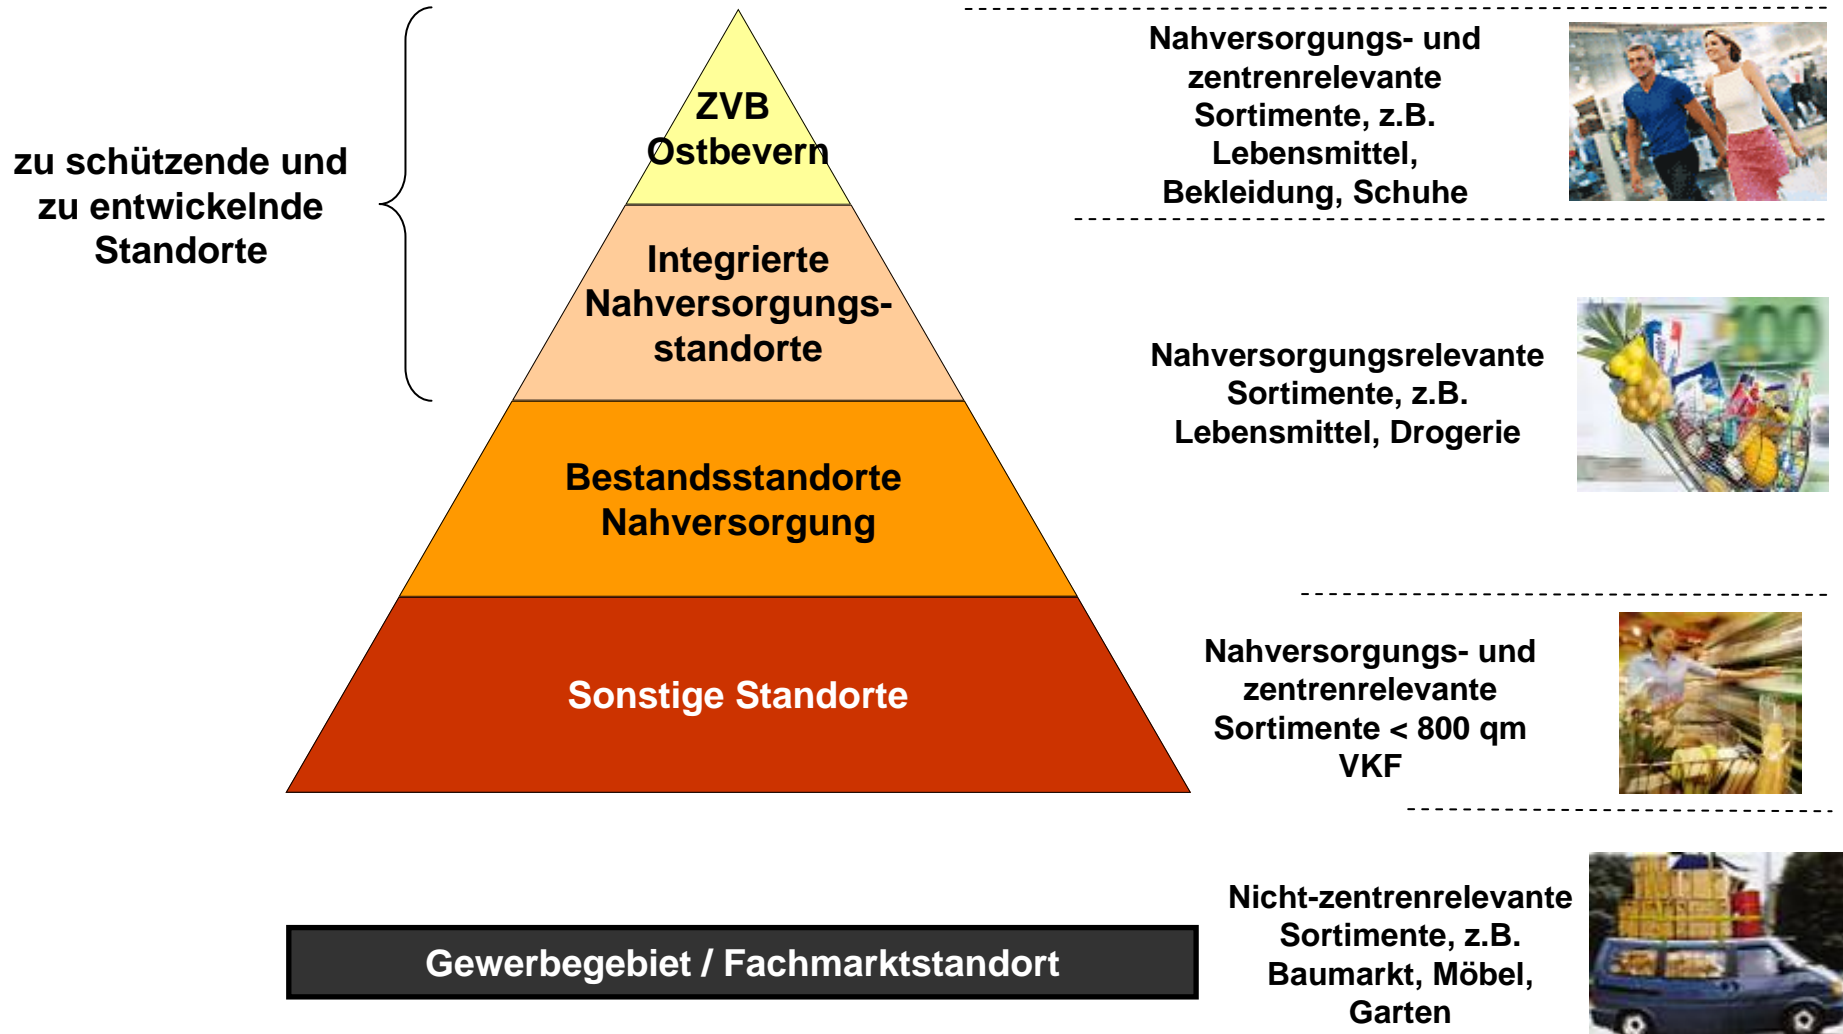 zu schützende und
zu entwickelnde
Standorte
ZVB
Ostbevern
Integrierte
Nahversorgungs-
standorte
Bestandsstandorte
Nahversorgung
Sonstige Standorte
Gewerbegebiet / Fachmarktstandort
Nahversorgungs- und
zentrenrelevante
Sortimente, z.B.
Lebensmittel,
Bekleidung, Schuhe
Nahversorgungsrelevante
Sortimente, z.B.
Lebensmittel, Drogerie
100
Nahversorgungs- und
zentrenrelevante
Sortimente < 800 qm
VKF
Nicht-zentrenrelevante
Sortimente, z.B.
Baumarkt, Möbel,
Garten